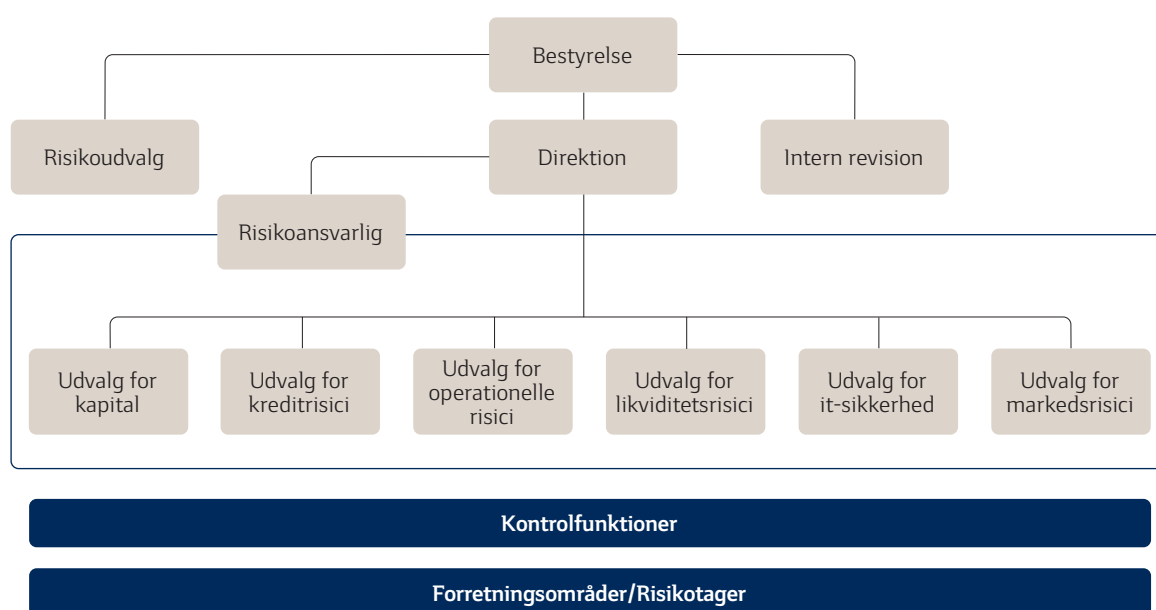 Bestyrelse
Risikoudvalg
Direktion
Intern revision
Risikoansvarlig
Udvalg for
kapital
Udvalg for
kreditrisici
Udvalg for
operationelle
risici
Udvalg for
likviditetsrisici
Udvalg for
it-sikkerhed
Udvalg for
markedsrisici
Kontrolfunktioner
Forretningsområder/Risikotager